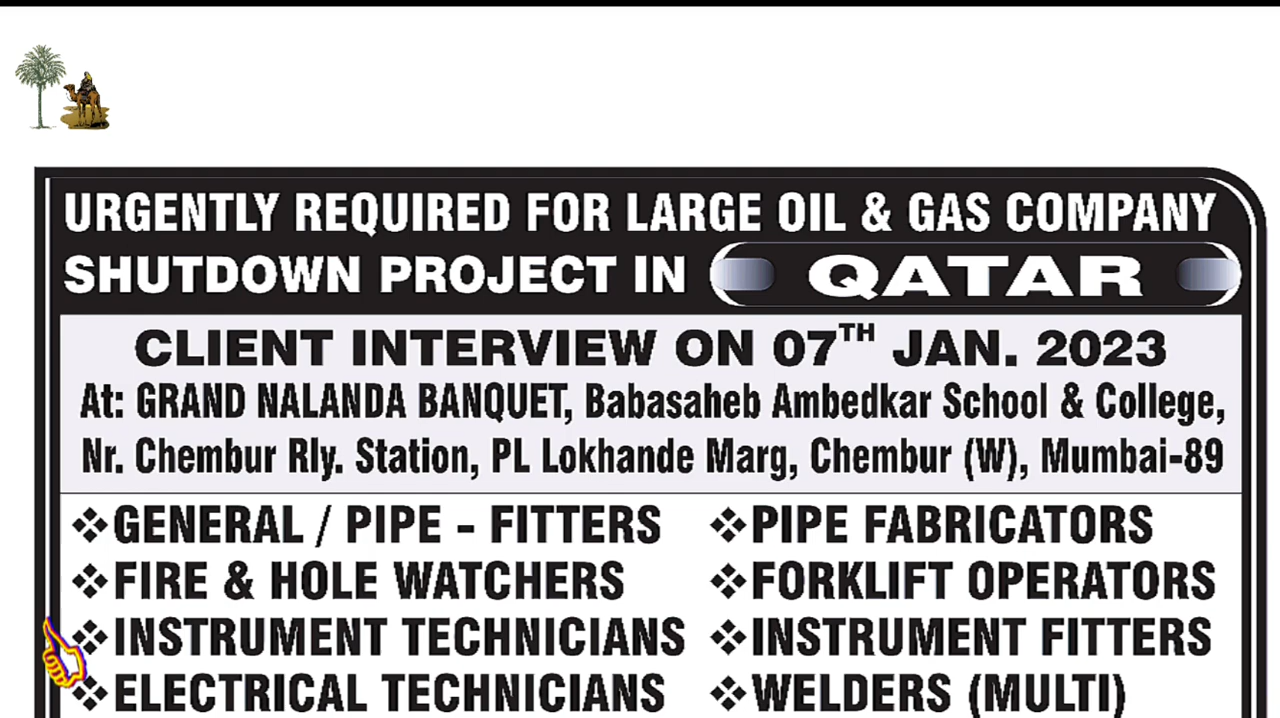 URGENTLY REQUIRED FOR LARGE OIL & GAS COMPANY
SHUTDOWN PROJECT IN QATAR
CLIENT INTERVIEW ON 07TH JAN. 2023
At: GRAND NALANDA BANQUET, Babasaheb Ambedkar School & College,
Nr. Chembur Rly. Station, PL Lokhande Marg, Chembur (W), Mumbai-89
❖GENERAL / PIPE - FITTERS ❖PIPE FABRICATORS
❖FIRE & HOLE WATCHERS ❖FORKLIFT OPERATORS
❖INSTRUMENT TECHNICIANS ❖INSTRUMENT FITTERS
❖ELECTRICAL TECHNICIANS ❖WELDERS (MULTI)